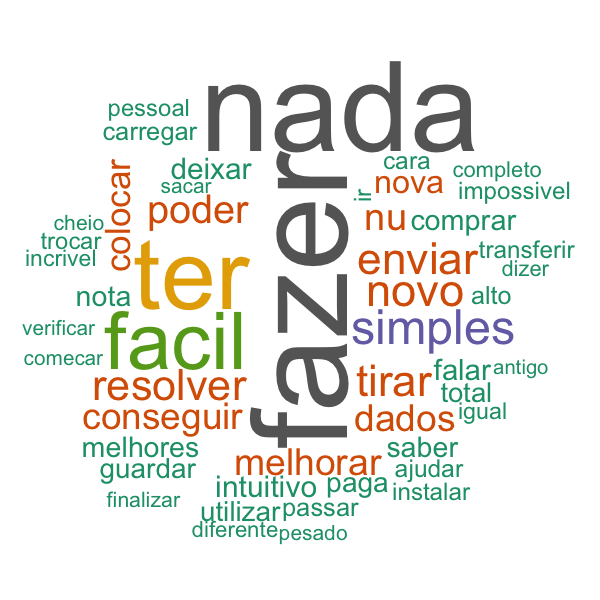 nada
pessoal
carregar
cara
completo
deixar
sacar
nova
impossivel
ir
colocar
poder
nu
comprar
cheio
trocar
incrivel
ter
fazer
enviar
transferir
dizer
nota
novo
alto
verificar
facil
simples
comecar
resolver
tirar
falar
antigo
total
conseguir
dados
igual
melhores
saber
guardar
melhorar
ajudar
intuitivo
paga
instalar
finalizar
utilizar
passar
diferente
pesado